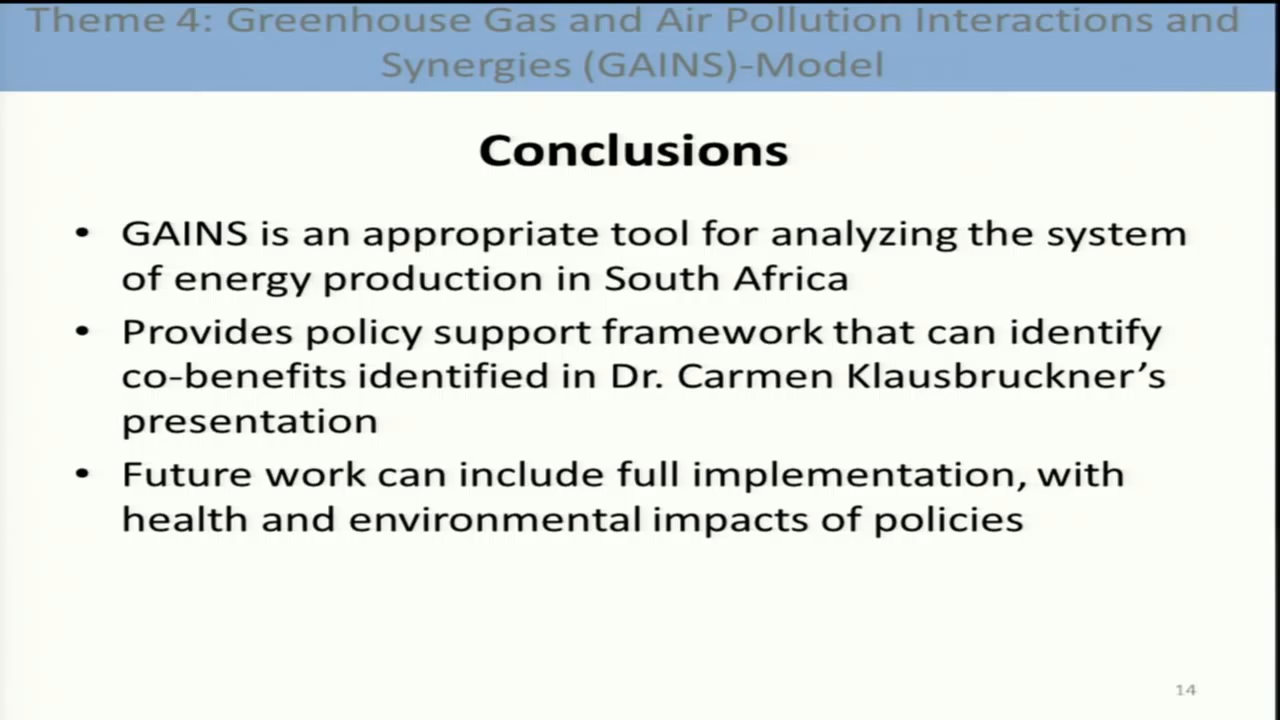 Theme 4: Greenhouse Gas and Air Pollution Interactions and
Synergies (GAINS)-Model
Conclusions
• GAINS is an appropriate tool for analyzing the system
of energy production in South Africa
• Provides policy support framework that can identify
co-benefits identified in Dr. Carmen Klausbruckner’s
presentation
• Future work can include full implementation, with
health and environmental impacts of policies
14